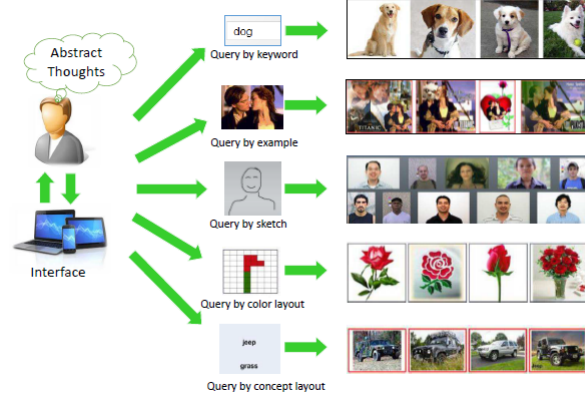 Abstract
Thoughts
Interface
dog
Query by keyword
Query by example
TITANIC
Query by sketch
Query by color layout
jeep
grass
Query by concept layout